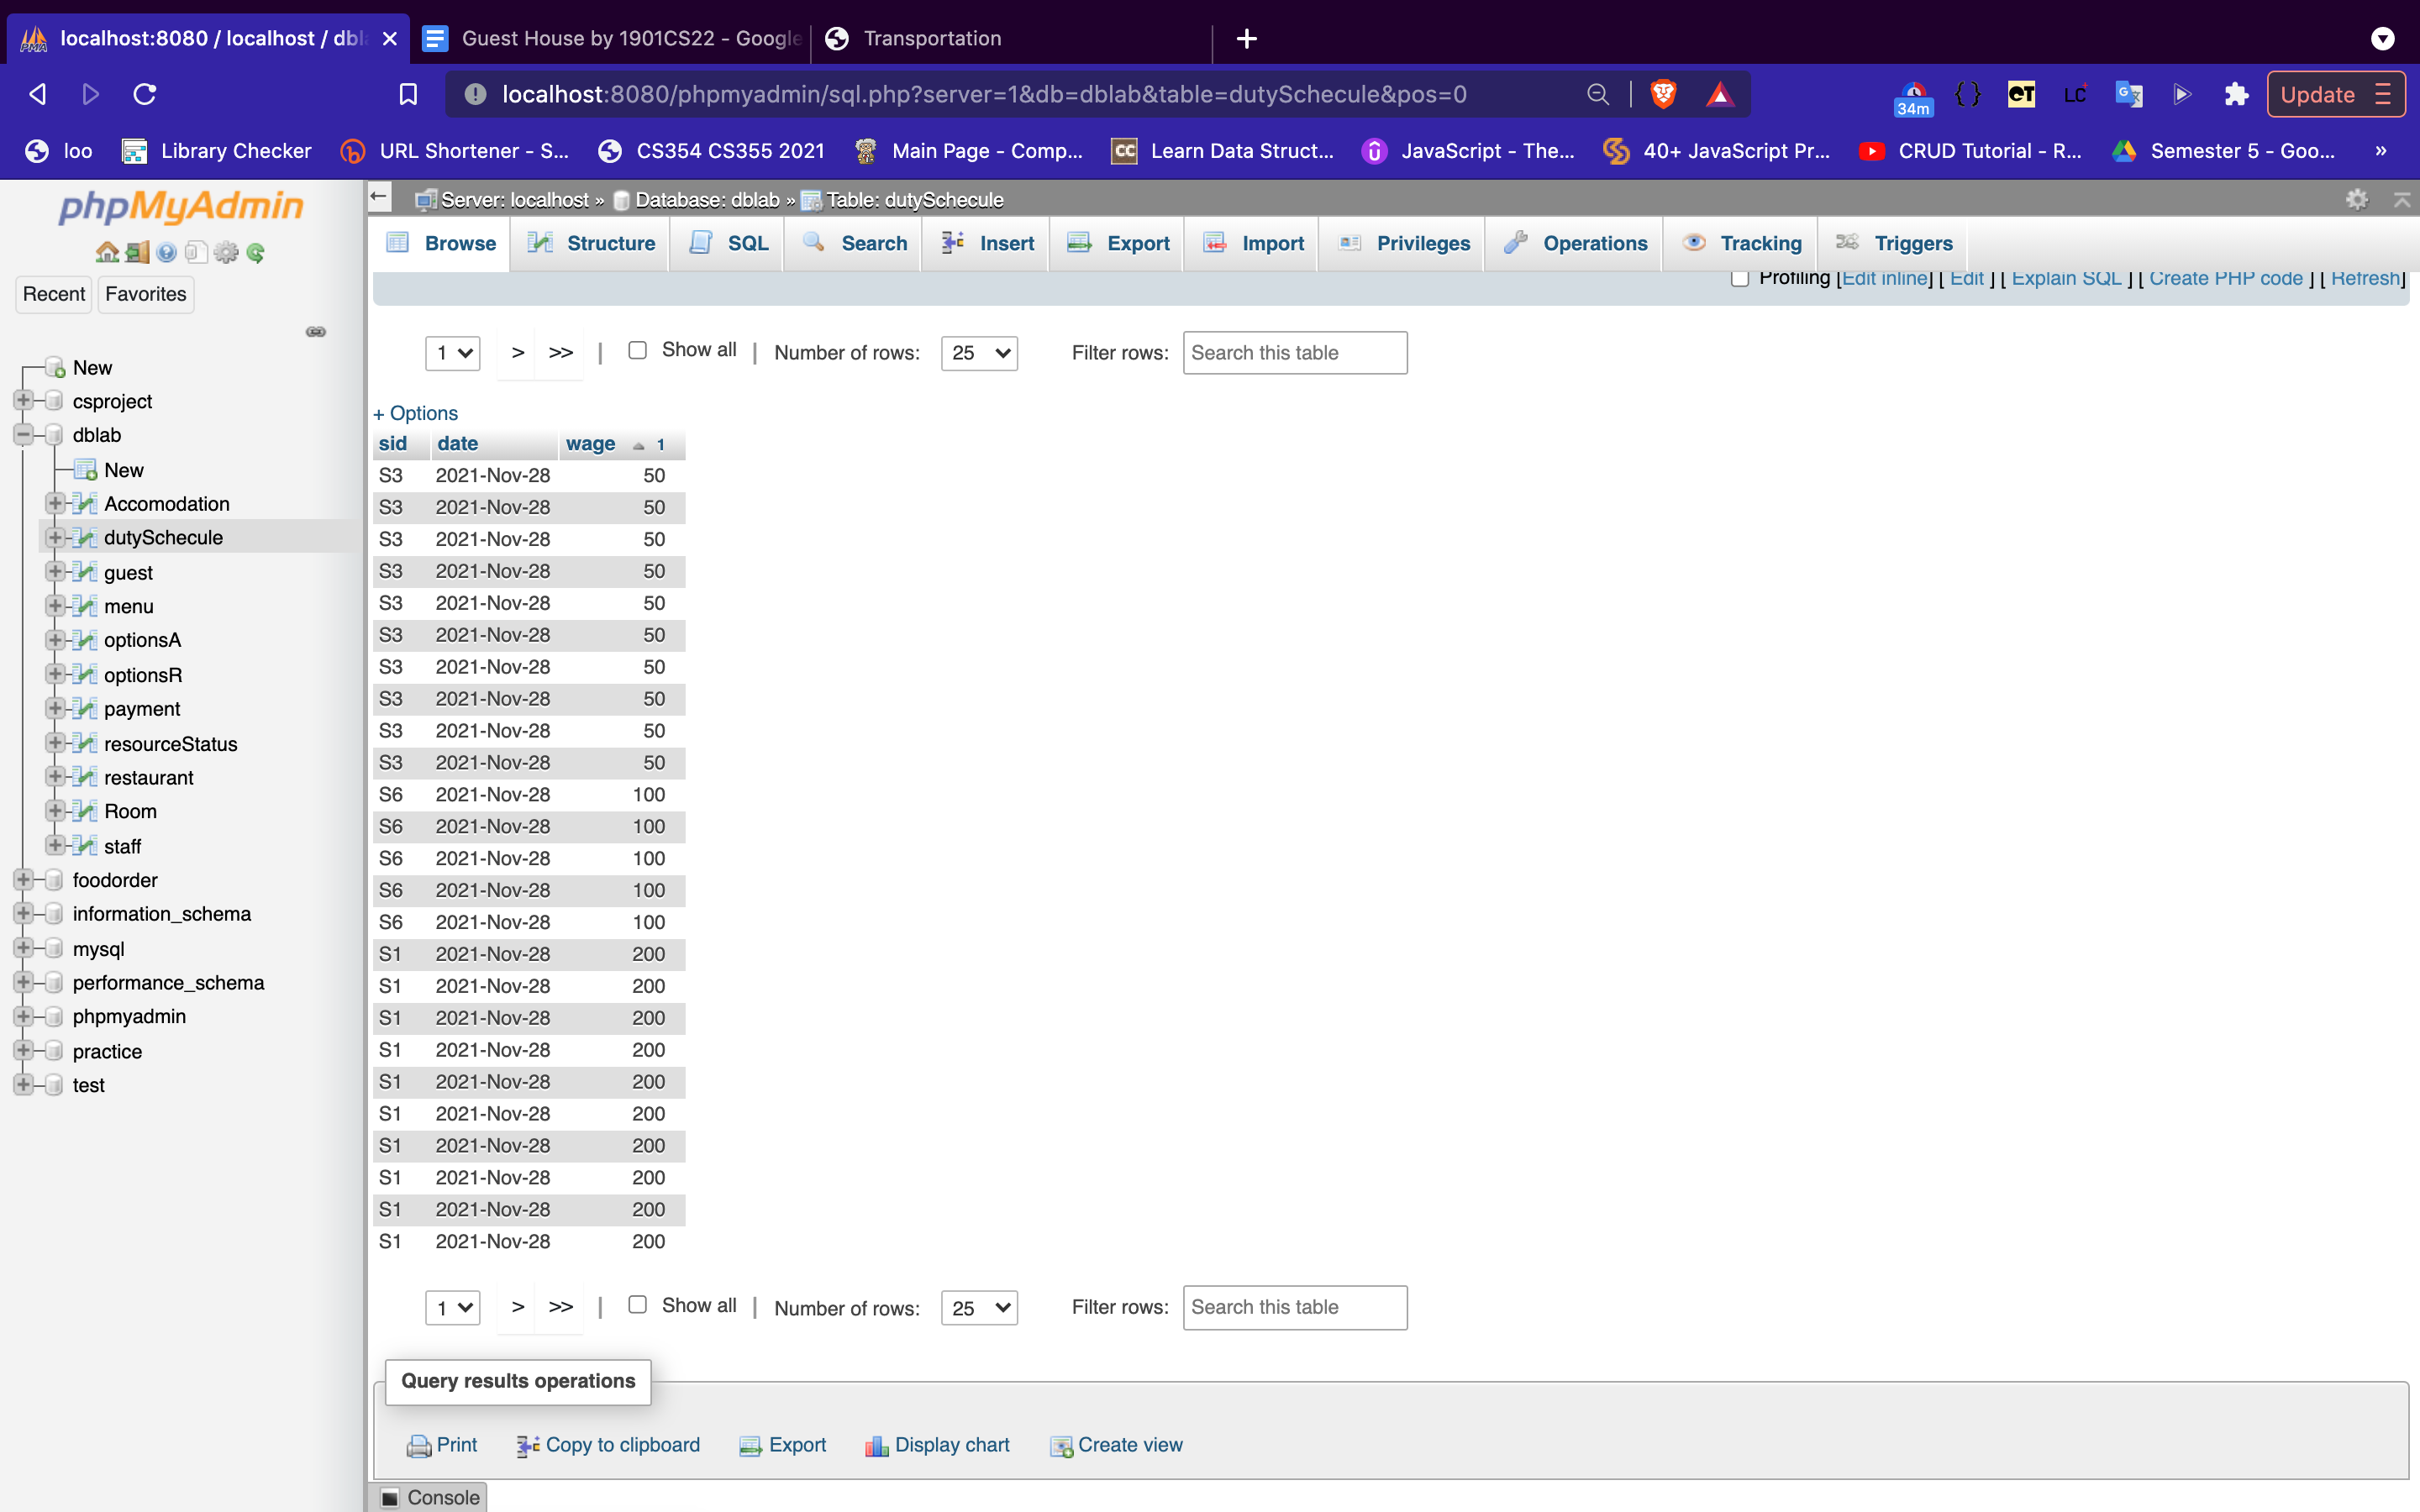 localhost:8080 / localhost / dbl
Guest House by 1901CS22 - Google
Transportation
localhost:8080/phpmyadmin/sql.php?server=1&db=dblab&table=dutySchecule&pos=0
34m
{}
CT
LC
Update
loo
Library Checker
URL Shortener - S...
CS354 CS355 2021
Main Page - Comp...
CC
Learn Data Struct...
JavaScript - The...
40+ JavaScript Pr...
CRUD Tutorial - R...
Semester 5 - Goo...
»
phpMyAdmin
Recent
Favorites
New
csproject
dblab
New
Accomodation
dutySchecule
guest
menu
optionsA
optionsR
payment
resourceStatus
restaurant
Room
staff
foodorder
information_schema
mysql
performance_schema
phpmyadmin
practice
test
Server: localhost » Database: dblab » Table: dutySchecule
Browse
Structure
SQL
Search
Insert
Export
Import
Privileges
Operations
Tracking
Triggers
Profiling [Edit inline] [ Edit ] [ Explain SQL ] [ Create PHP code ] [ Refresh]
1 > >> | Show all | Number of rows: 25 Filter rows: Search this table
+ Options
sid date wage 1
S3 2021-Nov-28 50
S3 2021-Nov-28 50
S3 2021-Nov-28 50
S3 2021-Nov-28 50
S3 2021-Nov-28 50
S3 2021-Nov-28 50
S3 2021-Nov-28 50
S3 2021-Nov-28 50
S3 2021-Nov-28 50
S3 2021-Nov-28 50
S6 2021-Nov-28 100
S6 2021-Nov-28 100
S6 2021-Nov-28 100
S6 2021-Nov-28 100
S6 2021-Nov-28 100
S1 2021-Nov-28 200
S1 2021-Nov-28 200
S1 2021-Nov-28 200
S1 2021-Nov-28 200
S1 2021-Nov-28 200
S1 2021-Nov-28 200
S1 2021-Nov-28 200
S1 2021-Nov-28 200
S1 2021-Nov-28 200
S1 2021-Nov-28 200
1 > >> | Show all | Number of rows: 25 Filter rows: Search this table
Query results operations
Print
Copy to clipboard
Export
Display chart
Create view
Console